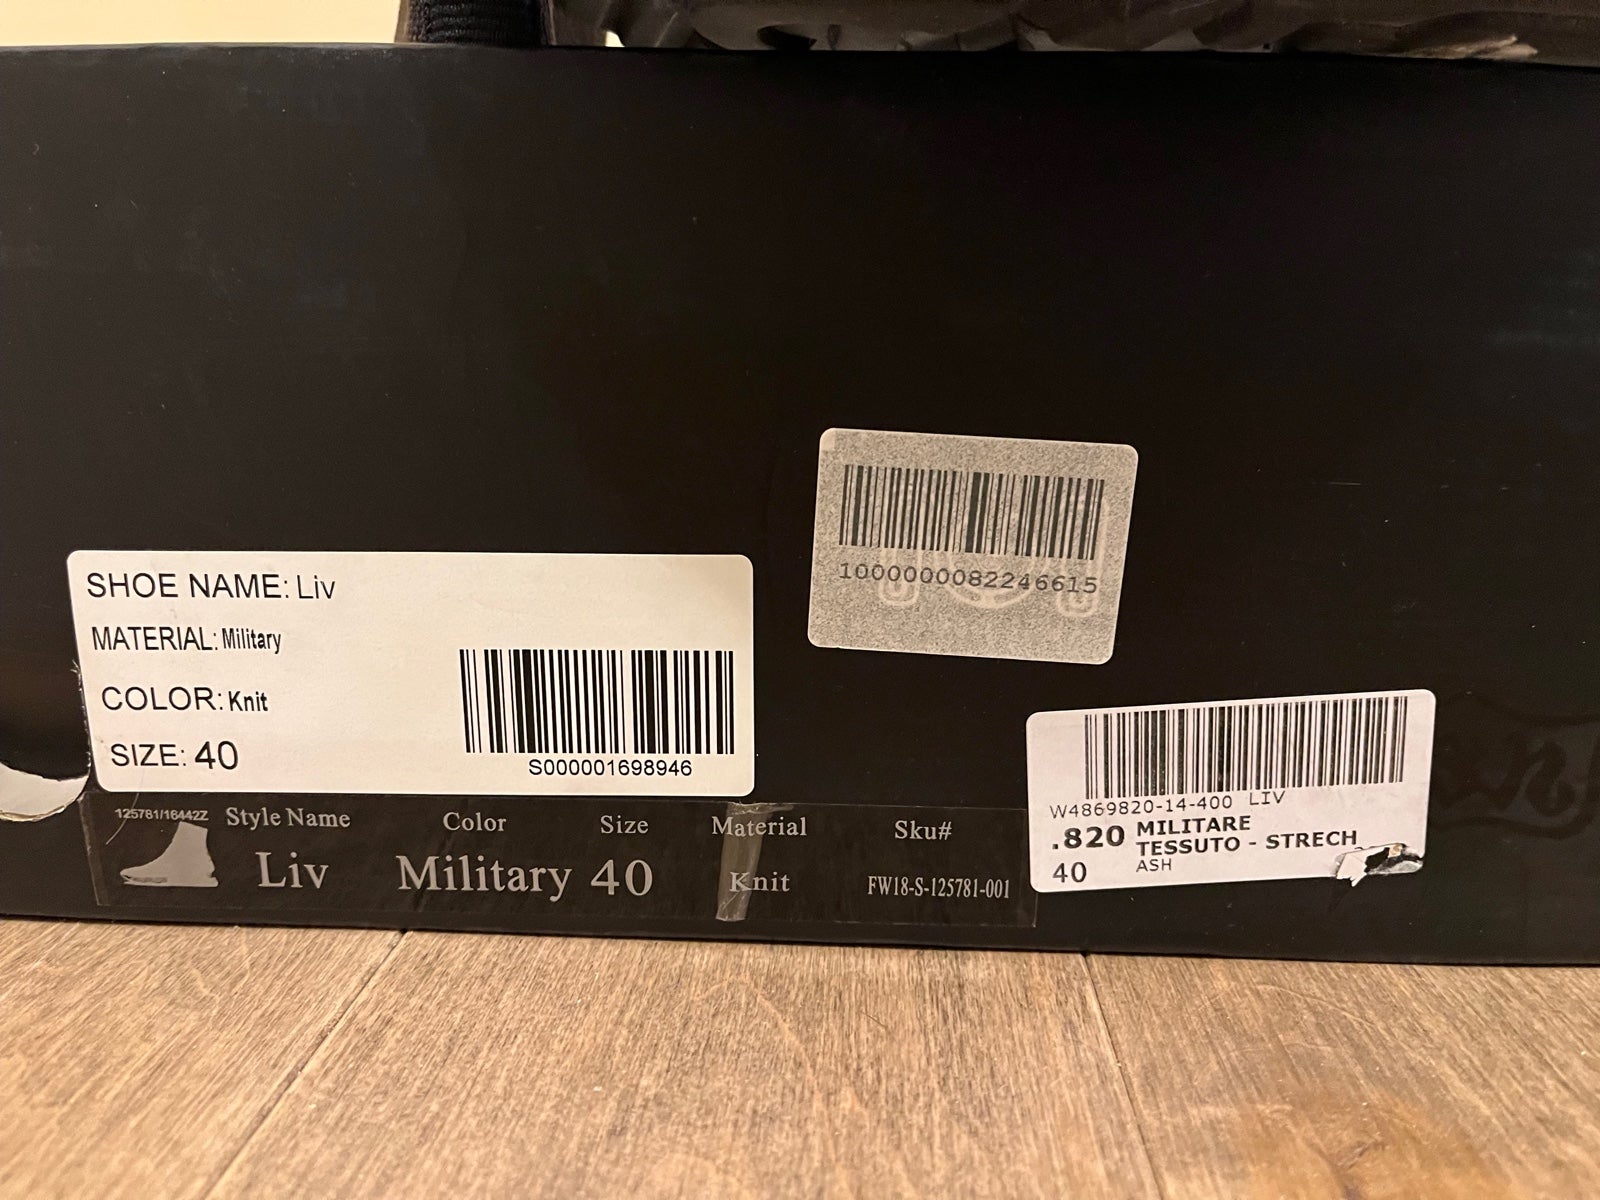 1000000082246615
SHOE NAME: Liv
MATERIAL: Military
COLOR: Knit
SIZE: 40
S000001698946
W4869820-14-400 LIV
.820 MILITARE
TESSUTO - STRECH
40 ASH
125781/16442Z Style Name Color Size Material Sku#
Liv Military 40 Knit FW18-S-125781-001